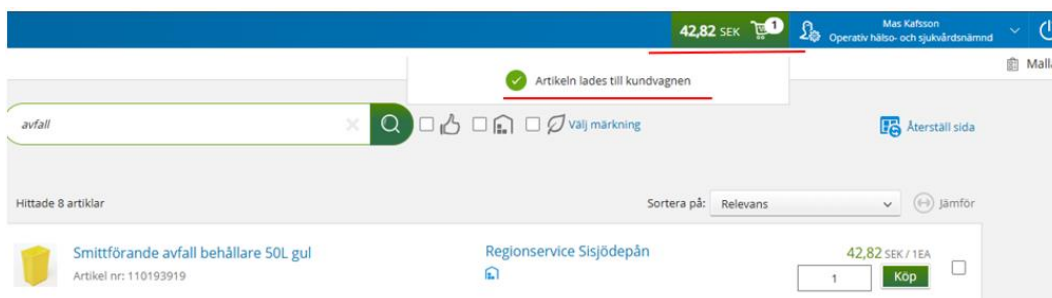 42,82 SEK 1
Mas Kafsson
Operativ hälso- och sjukvårdsnämnd
Artikeln lades till kundvagnen
avfall
Välj märkning
Återställ sida
Hittade 8 artiklar
Sortera på: Relevans
Jämför
Smittförande avfall behållare 50L gul
Regionservice Sisjödepån
42,82 SEK / 1EA
Artikel nr: 110193919
1 Köp